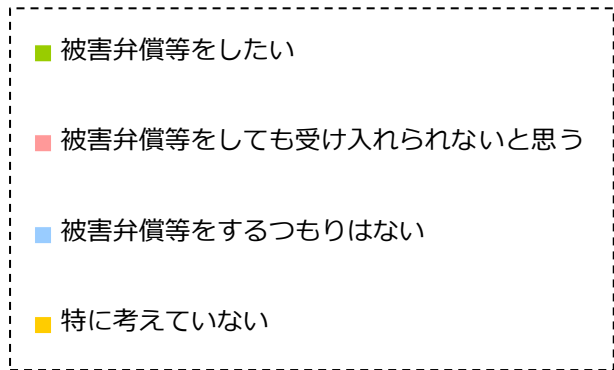 被害弁償等をしたい
被害弁償等をしても受け入れられないと思う
被害弁償等をするつもりはない
特に考えていない